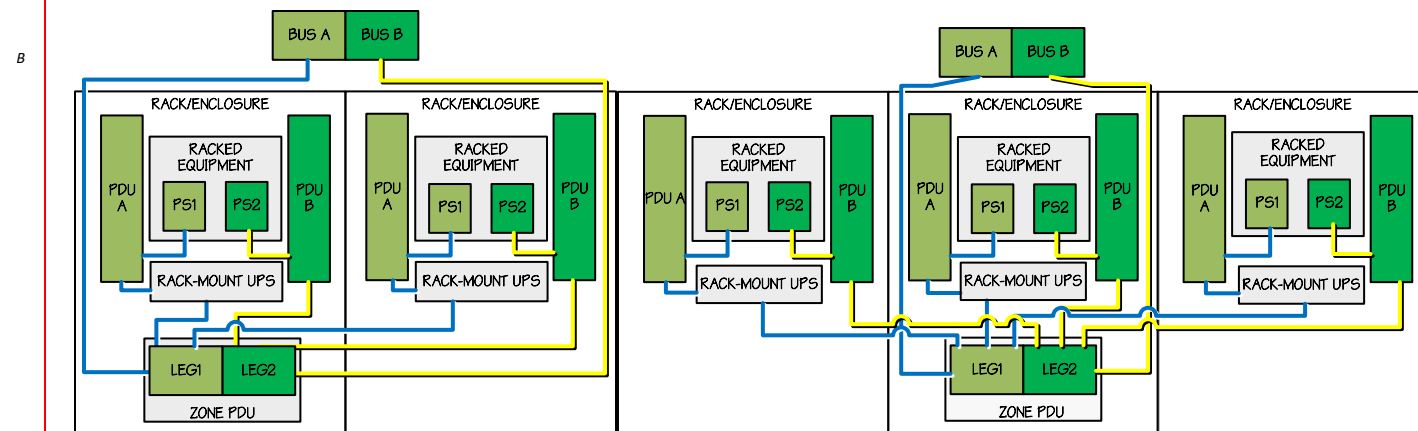 B
BUS A BUS B
RACK/ENCLOSURE
PDU
A
RACKED
EQUIPMENT
PS1 PS2
PDU
B
RACK-MOUNT UPS
RACK/ENCLOSURE
PDU
A
RACKED
EQUIPMENT
PS1 PS2
PDU
B
RACK-MOUNT UPS
LEG1 LEG2
ZONE PDU
BUS A BUS B
RACK/ENCLOSURE
PDU A
RACKED
EQUIPMENT
PS1 PS2
PDU
B
RACK-MOUNT UPS
RACK/ENCLOSURE
PDU
A
RACKED
EQUIPMENT
PS1 PS2
PDU
B
RACK-MOUNT UPS
RACK/ENCLOSURE
PDU
A
RACKED
EQUIPMENT
PS1 PS2
PDU
B
RACK-MOUNT UPS
LEG1 LEG2
ZONE PDU